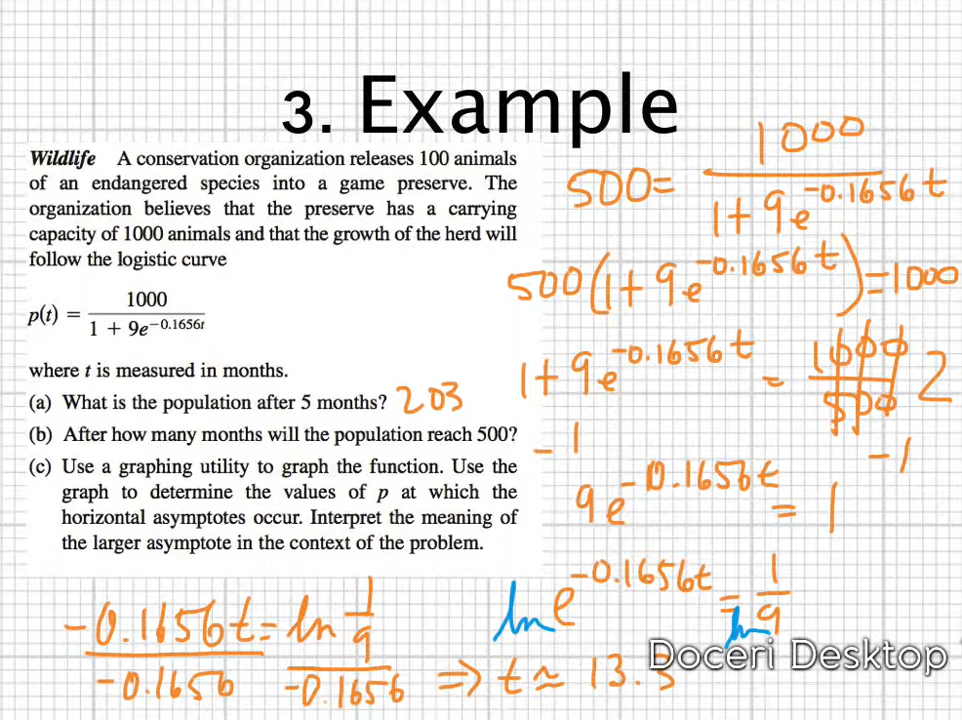 3. Example
Wildlife A conservation organization releases 100 animals
of an endangered species into a game preserve. The
organization believes that the preserve has a carrying
capacity of 1000 animals and that the growth of the herd will
follow the logistic curve
p(t) = 1000 / (1 + 9e^{-0.1656t})
where t is measured in months.
(a) What is the population after 5 months? 203
(b) After how many months will the population reach 500?
(c) Use a graphing utility to graph the function. Use the
graph to determine the values of p at which the
horizontal asymptotes occur. Interpret the meaning of
the larger asymptote in the context of the problem.
500 = 1000 / (1 + 9e^{-0.1656t})
500(1 + 9e^{-0.1656t}) = 1000
1 + 9e^{-0.1656t} = 1000/500 2
-1 -1
9e^{-0.1656t} = 1
ln e^{-0.1656t} = ln 1/9
-0.1656t / -0.1656 = ln 1/9 / -0.1656 ⇒ t ≈ 13.3
Doceri Desktop